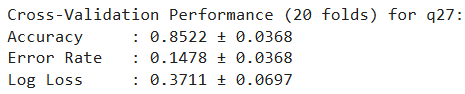 Cross-Validation Performance (20 folds) for q27:
Accuracy     : 0.8522 ± 0.0368
Error Rate   : 0.1478 ± 0.0368
Log Loss     : 0.3711 ± 0.0697